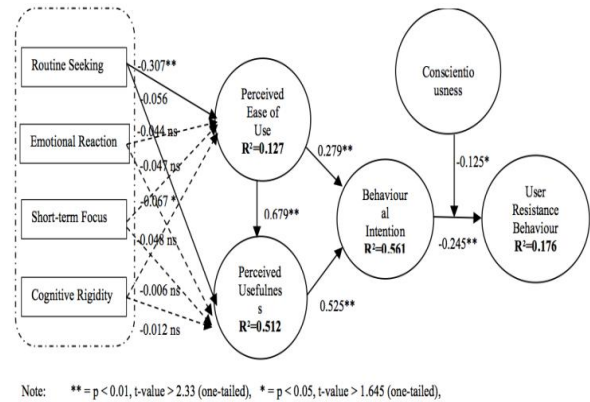 Routine Seeking
Emotional Reaction
Short-term Focus
Cognitive Rigidity
-0.307**
-0.056
-0.044 ns
-0.047 ns
-0.067 *
-0.048 ns
-0.006 ns
-0.012 ns
Perceived
Ease of
Use
R²=0.127
0.679**
Perceived
Usefulnes
s
R²=0.512
0.279**
0.525**
Behaviour
al
Intention
R²=0.561
Conscientio
usness
-0.125*
-0.245**
User
Resistance
Behaviour
R²=0.176
Note: ** = p < 0.01, t-value > 2.33 (one-tailed), * = p < 0.05, t-value > 1.645 (one-tailed),